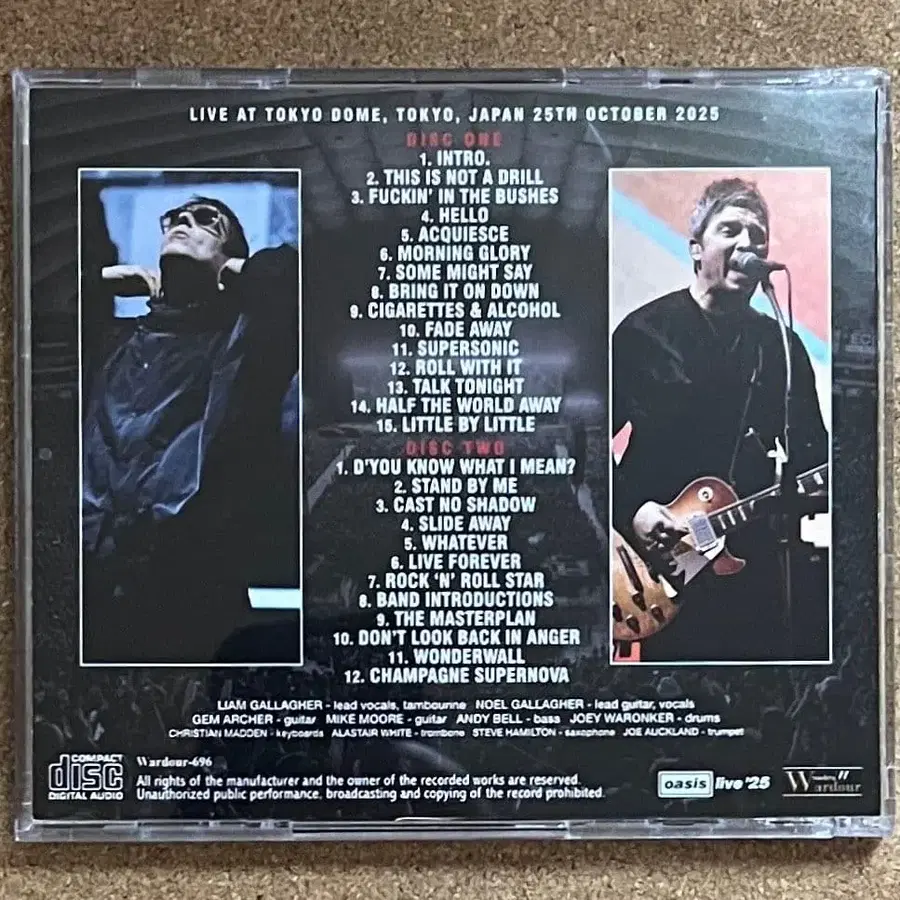 LIVE AT TOKYO DOME, TOKYO, JAPAN 25TH OCTOBER 2025
DISC ONE
1. INTRO.
2. THIS IS NOT A DRILL
3. FUCKIN' IN THE BUSHES
4. HELLO
5. ACQUIESCE
6. MORNING GLORY
7. SOME MIGHT SAY
8. BRING IT ON DOWN
9. CIGARETTES & ALCOHOL
10. FADE AWAY
11. SUPERSONIC
12. ROLL WITH IT
13. TALK TONIGHT
14. HALF THE WORLD AWAY
15. LITTLE BY LITTLE
DISC TWO
1. D'YOU KNOW WHAT I MEAN?
2. STAND BY ME
3. CAST NO SHADOW
4. SLIDE AWAY
5. WHATEVER
6. LIVE FOREVER
7. ROCK 'N' ROLL STAR
8. BAND INTRODUCTIONS
9. THE MASTERPLAN
10. DON'T LOOK BACK IN ANGER
11. WONDERWALL
12. CHAMPAGNE SUPERNOVA
LIAM GALLAGHER - lead vocals, tambourine NOEL GALLAGHER - lead guitar, vocals
GEM ARCHER - guitar MIKE MOORE - guitar ANDY BELL - bass JOEY WARONKER - drums
CHRISTIAN MADDEN - keyboards ALASTAIR WHITE - trombone STEVE HAMILTON - saxophone JOE AUCKLAND - trumpet
COMPACT
disc
DIGITAL AUDIO
Wardour-696
All rights of the manufacturer and the owner of the recorded works are reserved.
Unauthorized public performance, broadcasting and copying of the record prohibited.
oasis live '25
Wardour